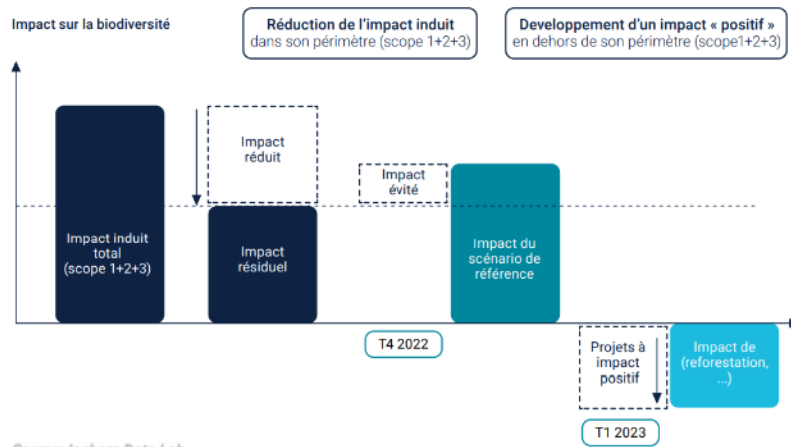 Impact sur la biodiversité
Réduction de l'impact induit
dans son périmètre (scope 1+2+3)
Developpement d'un impact « positif »
en dehors de son périmètre (scope1+2+3)
Impact
réduit
Impact
évité
Impact induit
total
(scope 1+2+3)
Impact
résiduel
Impact du
scénario de
référence
T4 2022
Projets à
impact
positif
Impact de
(reforestation,
...)
T1 2023